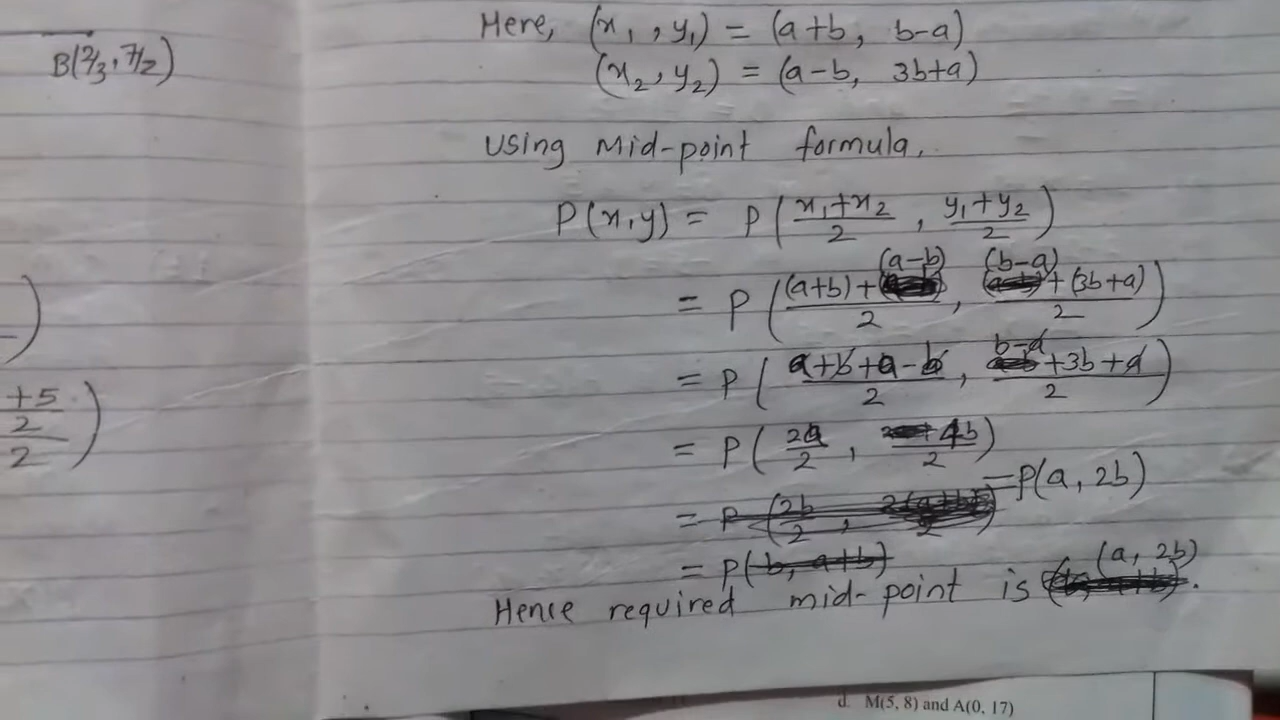 B(2/3, 7/2)
)
+5
2
2
)
Here, (x₁, y₁) = (a+b, b-a)
(x₂, y₂) = (a-b, 3b+a)
Using Mid-point formula,
P(x,y) = P( x₁+x₂ / 2 , y₁+y₂ / 2 )
= P( (a+b)+(a-b) / 2 , (b-a)+(3b+a) / 2 )
= P( a+b+a-b / 2 , b-a+3b+a / 2 )
= P( 2a / 2 , 4b / 2 )
= P(a, 2b)
= P( 2b / 2 , 2(a+b) / 2 )
= P(b, a+b)
Hence required mid-point is (a, 2b).
d. M(5, 8) and A(0, 17)